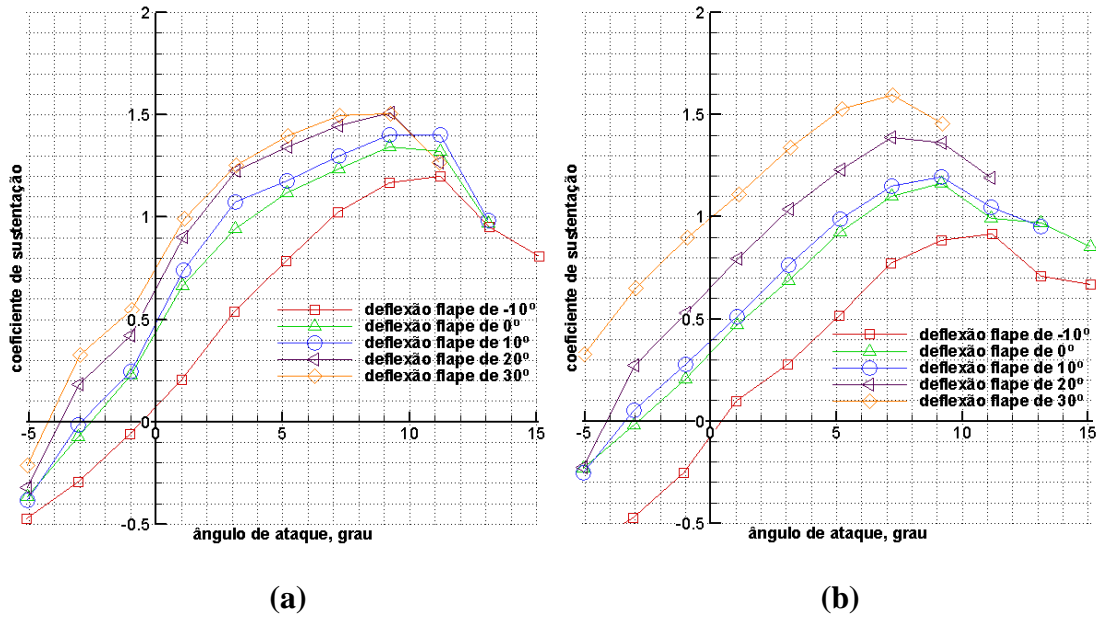 2
1.5
1
0.5
0
-0.5
-5
0
5
10
15
coeficiente de sustentação
ângulo de ataque, grau
deflexão flape de -10º
deflexão flape de 0º
deflexão flape de 10º
deflexão flape de 20º
deflexão flape de 30º
(a)
2
1.5
1
0.5
0
-0.5
-5
0
5
10
15
coeficiente de sustentação
ângulo de ataque, grau
deflexão flape de -10º
deflexão flape de 0º
deflexão flape de 10º
deflexão flape de 20º
deflexão flape de 30º
(b)